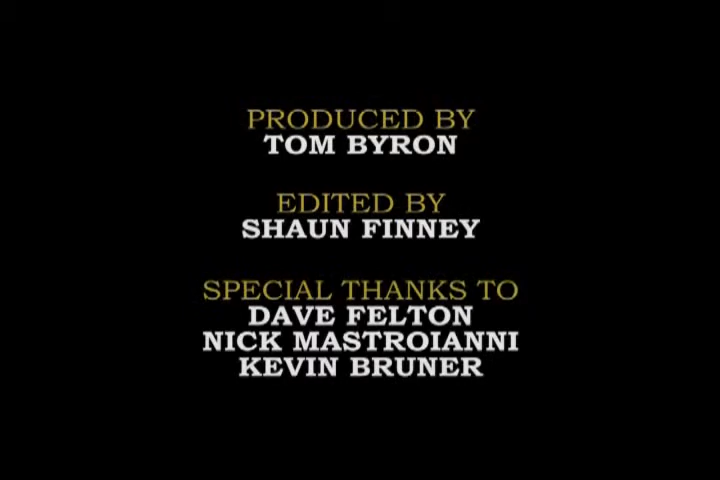 PRODUCED BY
TOM BYRON
EDITED BY
SHAUN FINNEY
SPECIAL THANKS TO
DAVE FELTON
NICK MASTROIANNI
KEVIN BRUNER